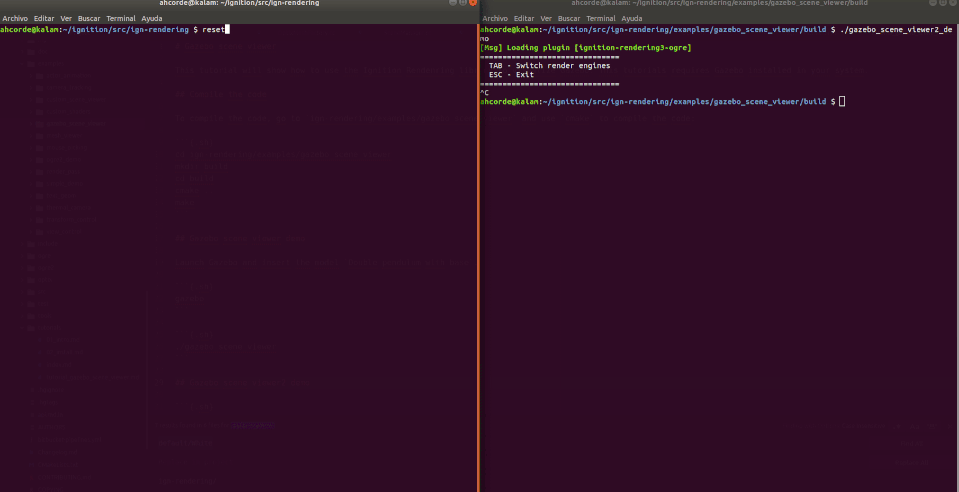 ahcorde@kalam: ~/ignition/src/ign-rendering
Archivo Editar Ver Buscar Terminal Ayuda
ahcorde@kalam:~/ignition/src/ign-rendering $ reset
ahcorde@kalam: ~/ignition/src/ign-rendering/examples/gazebo_scene_viewer/build
Archivo Editar Ver Buscar Terminal Ayuda
ahcorde@kalam:~/ignition/src/ign-rendering/examples/gazebo_scene_viewer/build $ ./gazebo_scene_viewer2_de
mo
[Msg] Loading plugin [ignition-rendering3-ogre]
===============================
TAB - Switch render engines
ESC - Exit
===============================
^C
ahcorde@kalam:~/ignition/src/ign-rendering/examples/gazebo_scene_viewer/build $